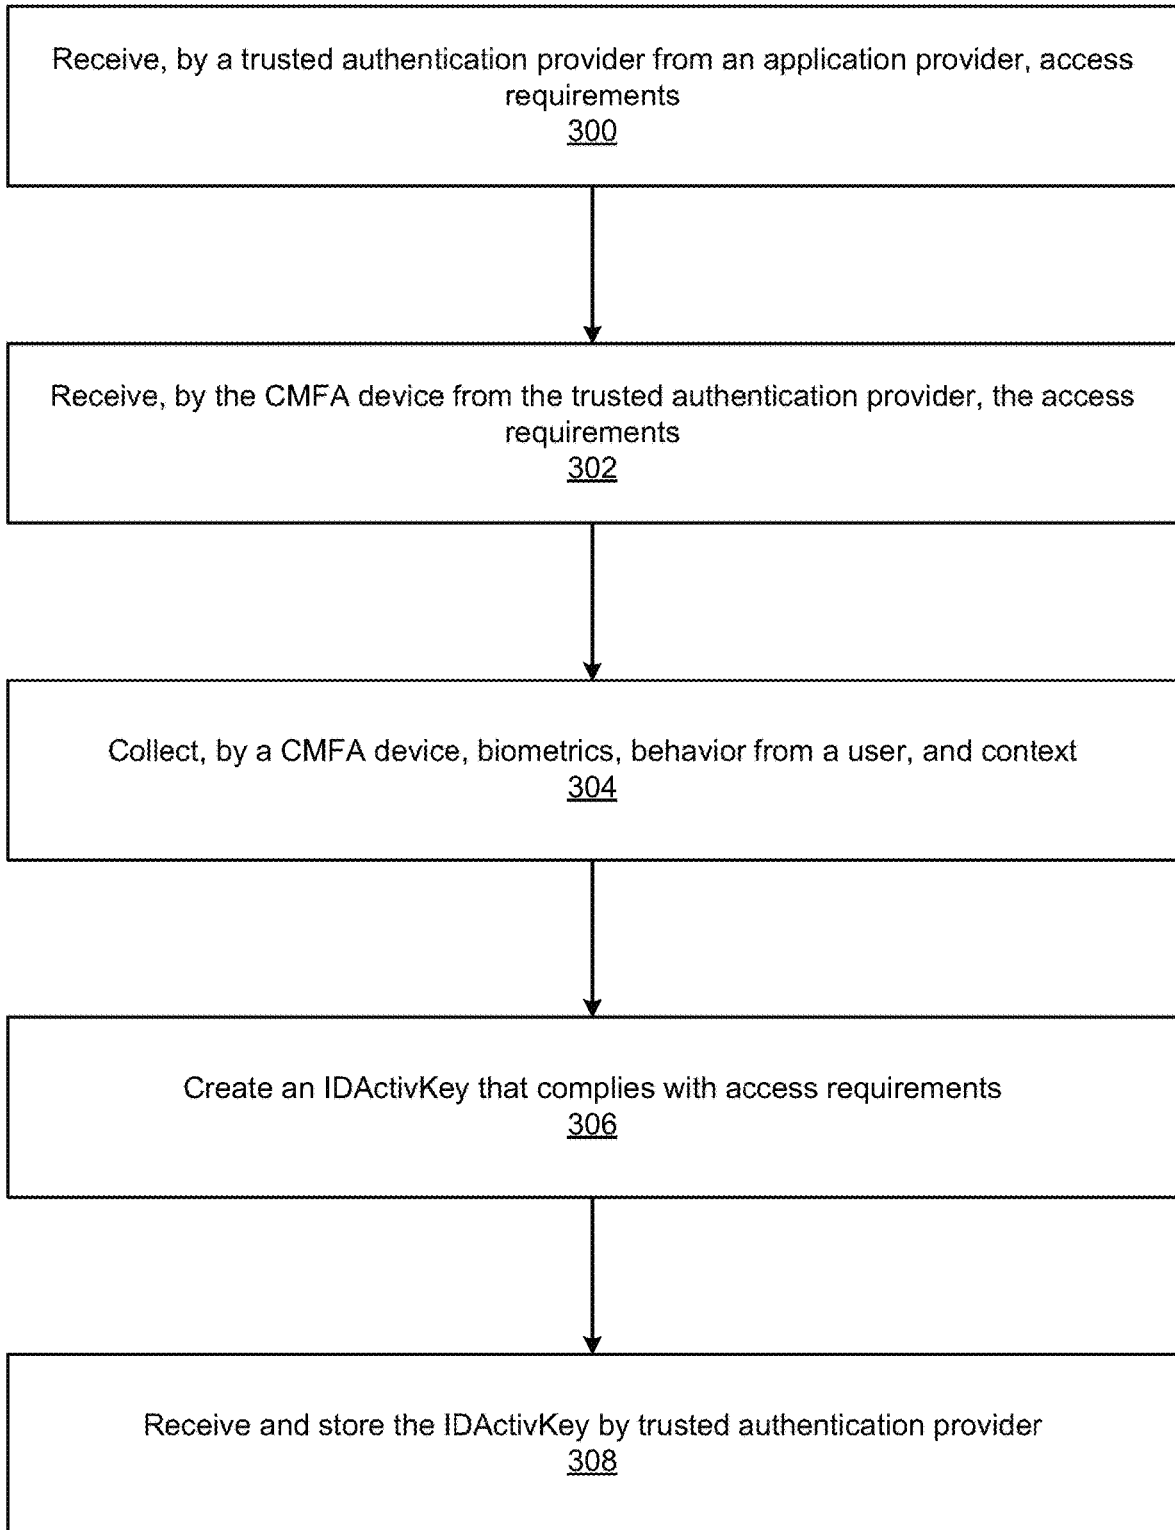 Receive, by a trusted authentication provider from an application provider, access
requirements
300
Receive, by the CMFA device from the trusted authentication provider, the access
requirements
302
Collect, by a CMFA device, biometrics, behavior from a user, and context
304
Create an IDActivKey that complies with access requirements
306
Receive and store the IDActivKey by trusted authentication provider
308